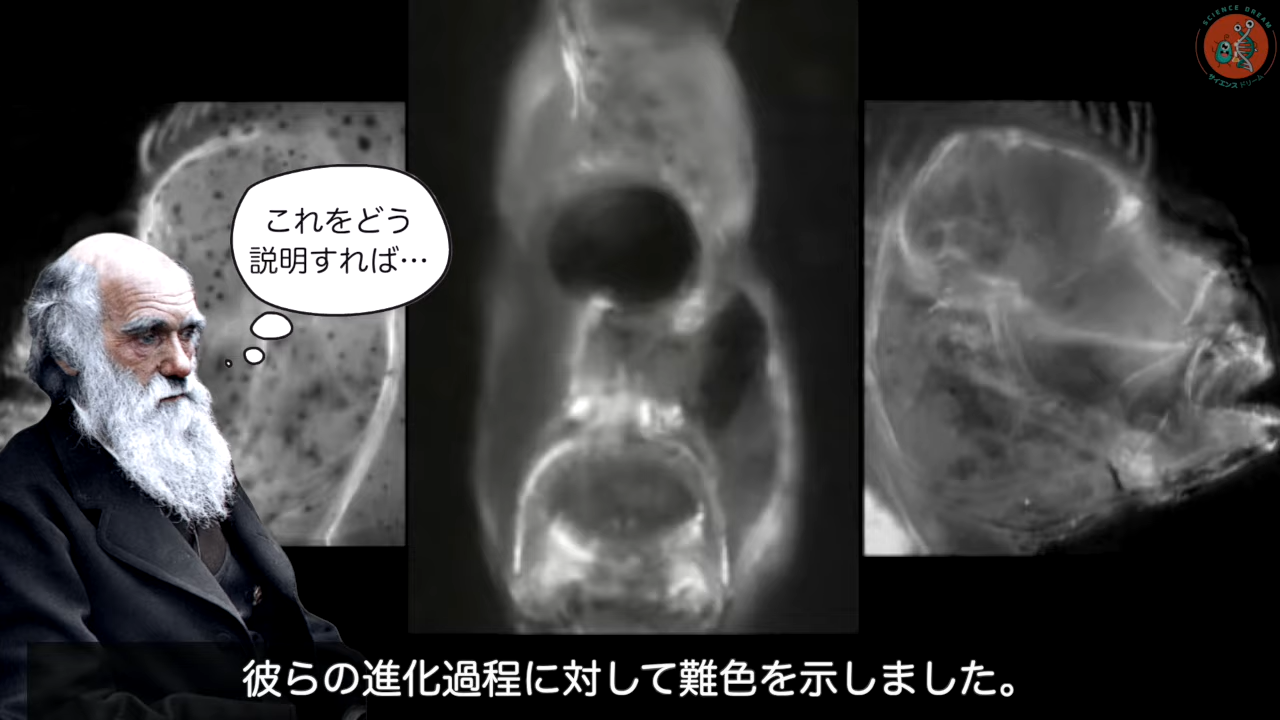 SCIENCE DREAM
サイエンスドリーム
これをどう
説明すれば…
彼らの進化過程に対して難色を示しました。